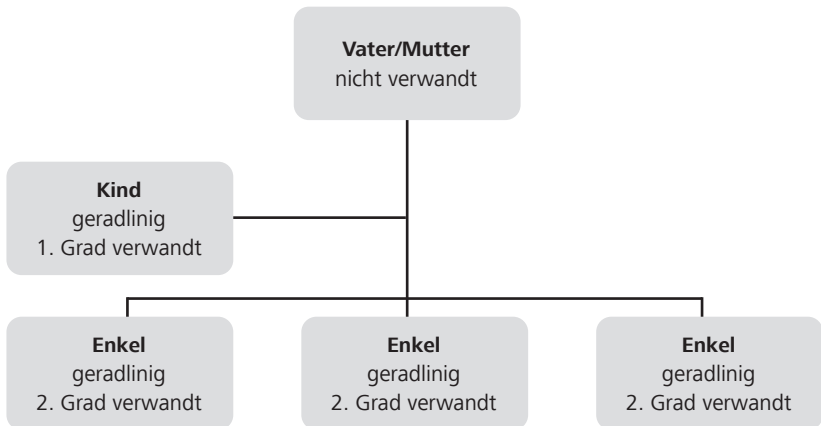 Vater/Mutter
nicht verwandt
Kind
geradlinig
1. Grad verwandt
Enkel
geradlinig
2. Grad verwandt
Enkel
geradlinig
2. Grad verwandt
Enkel
geradlinig
2. Grad verwandt